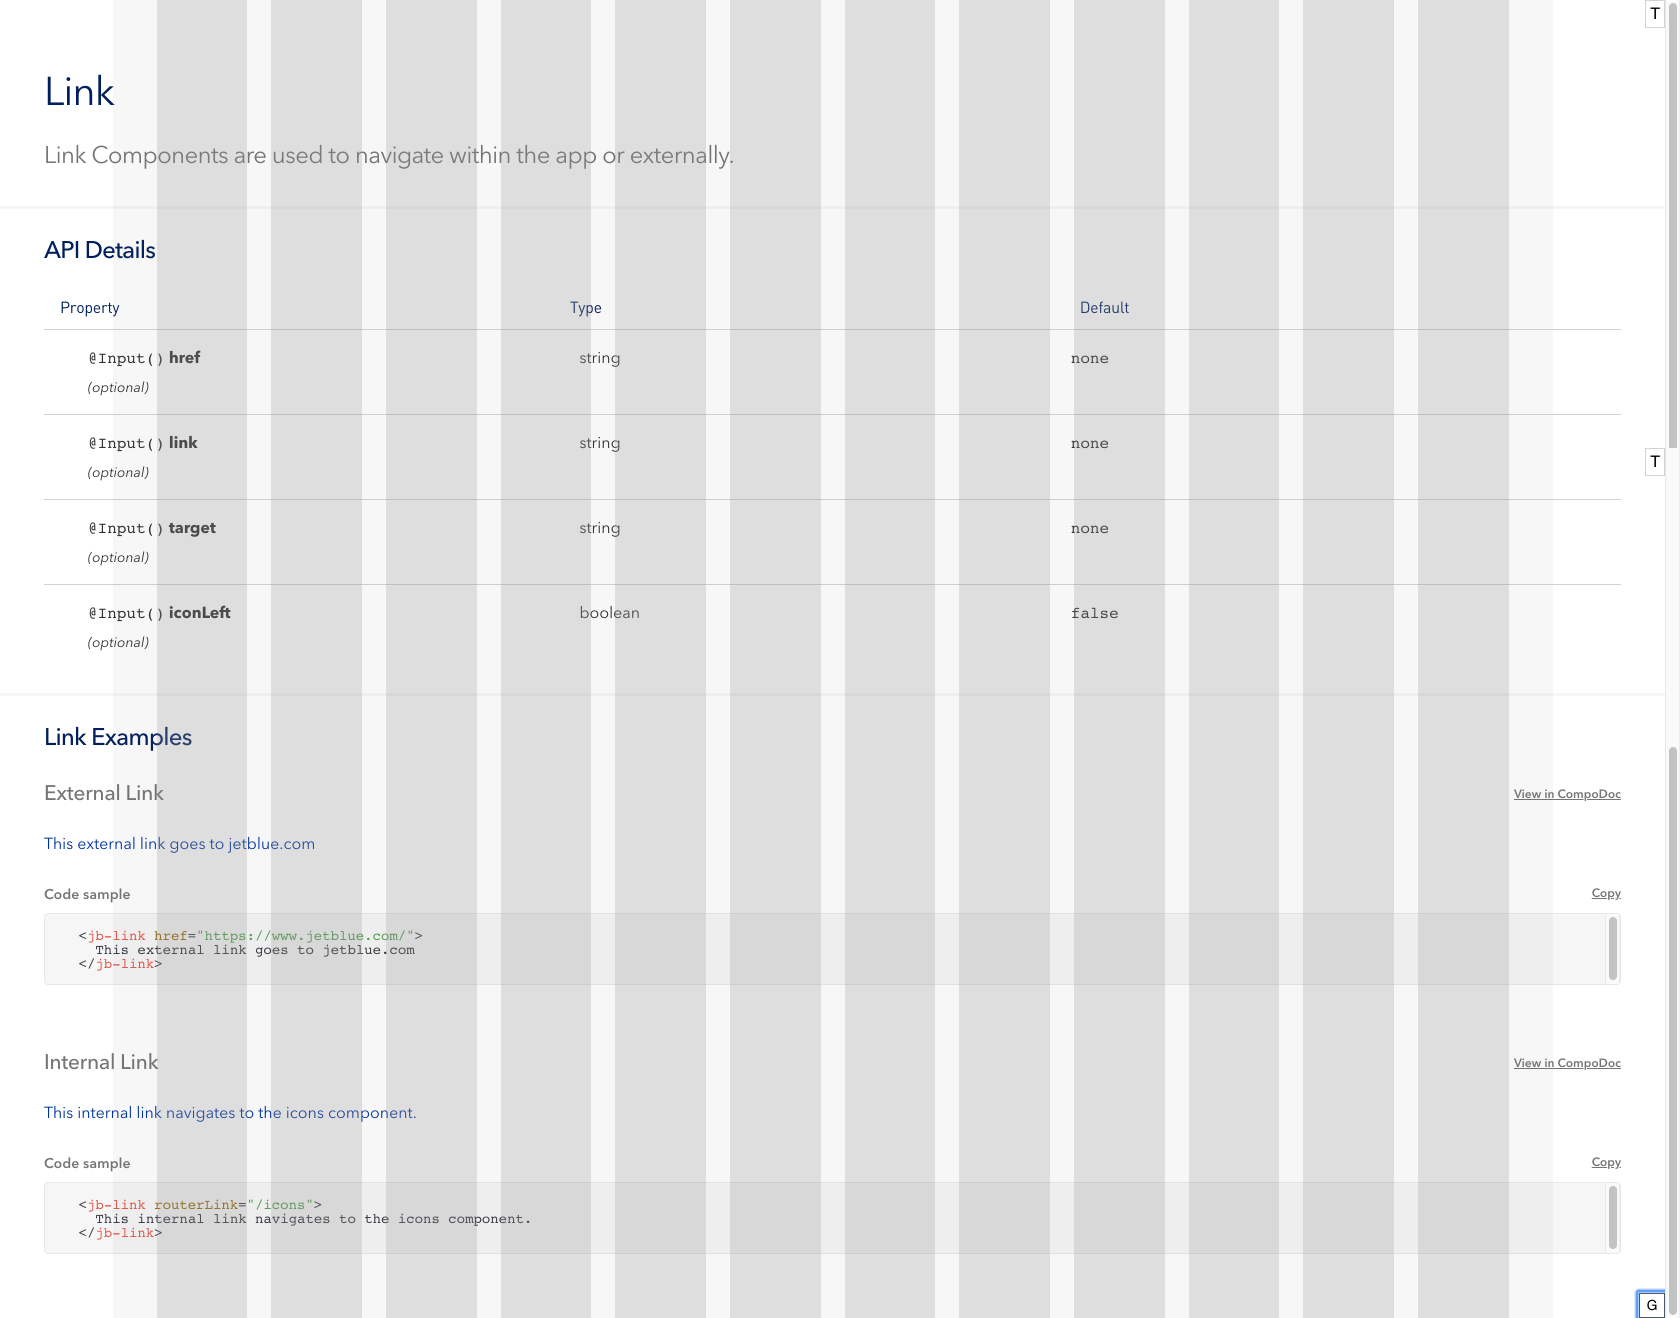 T
Link
Link Components are used to navigate within the app or externally.
API Details
Property Type Default
@Input() href string none
(optional)
@Input() link string none
(optional)
T
@Input() target string none
(optional)
@Input() iconLeft boolean false
(optional)
Link Examples
External Link View in CompoDoc
This external link goes to jetblue.com
Code sample Copy
<jb-link href="https://www.jetblue.com/">
This external link goes to jetblue.com
</jb-link>
Internal Link View in CompoDoc
This internal link navigates to the icons component.
Code sample Copy
<jb-link routerLink="/icons">
This internal link navigates to the icons component.
</jb-link>
G